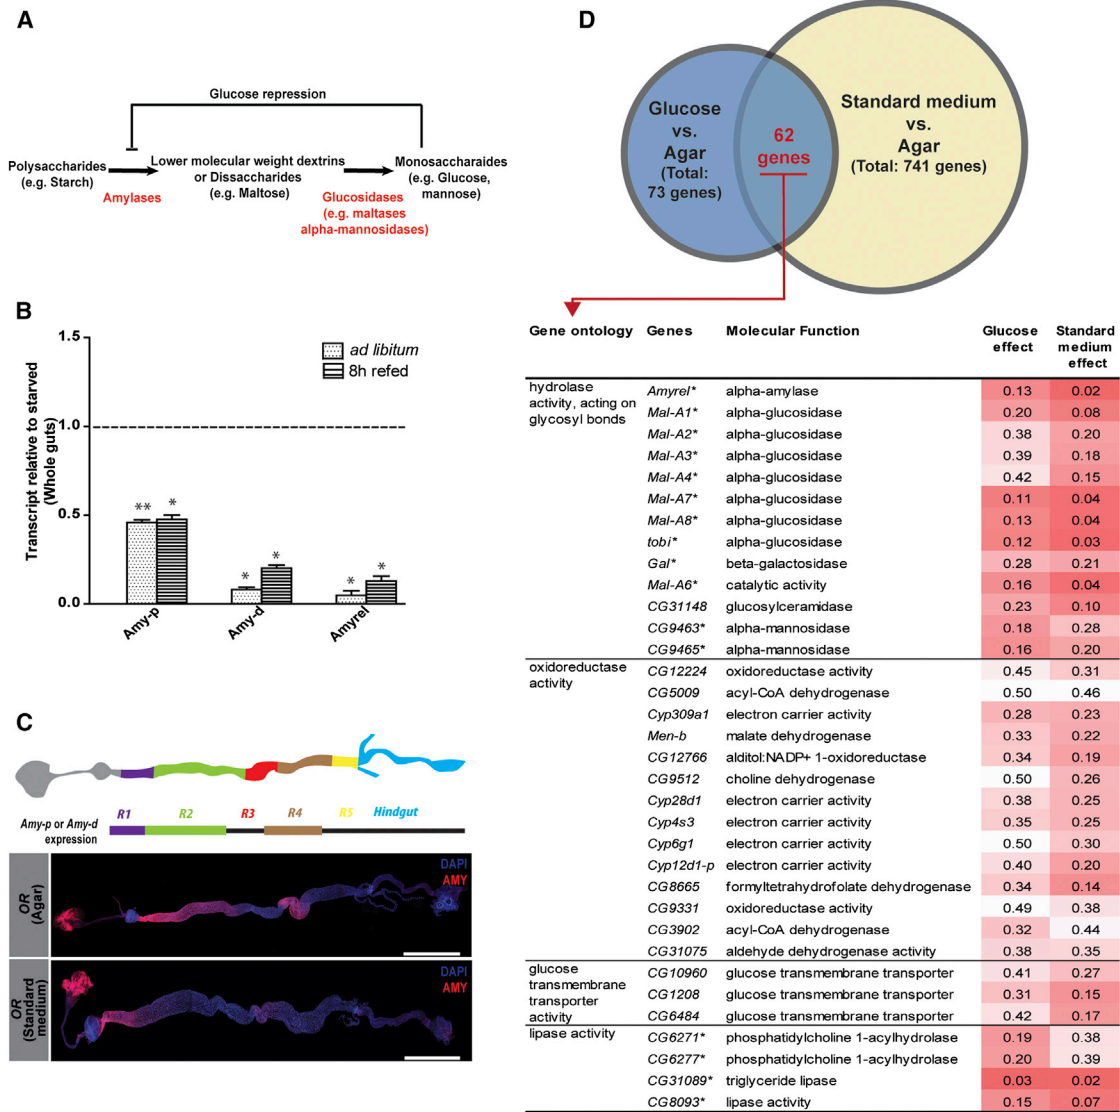 A
Glucose repression
Polysaccharides
(e.g. Starch)
Amylases
Lower molecular weight dextrins
or Dissaccharides
(e.g. Maltose)
Glucosidases
(e.g. maltases
alpha-mannosidases)
Monosaccharaides
(e.g. Glucose,
mannose)
B
Transcript relative to starved
(Whole guts)
1.5
1.0
0.5
0.0
ad libitum
8h refed
** *
* *
* *
Amy-p
Amy-d
Amyrel
C
R1 R2 R3 R4 R5 Hindgut
Amy-p or Amy-d
expression
OR
(Agar)
DAPI
AMY
OR
(Standard
medium)
DAPI
AMY
D
Glucose
vs.
Agar
(Total:
73 genes)
62
genes
Standard medium
vs.
Agar
(Total: 741 genes)
Gene ontology Genes Molecular Function Glucose effect Standard medium effect
hydrolase activity, acting on glycosyl bonds
Amyrel* alpha-amylase 0.13 0.02
Mal-A1* alpha-glucosidase 0.20 0.08
Mal-A2* alpha-glucosidase 0.38 0.20
Mal-A3* alpha-glucosidase 0.39 0.18
Mal-A4* alpha-glucosidase 0.42 0.15
Mal-A7* alpha-glucosidase 0.11 0.04
Mal-A8* alpha-glucosidase 0.13 0.04
tobi* alpha-glucosidase 0.12 0.03
Gal* beta-galactosidase 0.28 0.21
Mal-A6* catalytic activity 0.16 0.04
CG31148 glucosylceramidase 0.23 0.10
CG9463* alpha-mannosidase 0.18 0.28
CG9465* alpha-mannosidase 0.16 0.20
oxidoreductase activity
CG12224 oxidoreductase activity 0.45 0.31
CG5009 acyl-CoA dehydrogenase 0.50 0.46
Cyp309a1 electron carrier activity 0.28 0.23
Men-b malate dehydrogenase 0.33 0.22
CG12766 alditol:NADP+ 1-oxidoreductase 0.34 0.19
CG9512 choline dehydrogenase 0.50 0.26
Cyp28d1 electron carrier activity 0.38 0.25
Cyp4s3 electron carrier activity 0.35 0.25
Cyp6g1 electron carrier activity 0.50 0.30
Cyp12d1-p electron carrier activity 0.40 0.20
CG8665 formyltetrahydrofolate dehydrogenase 0.34 0.14
CG9331 oxidoreductase activity 0.49 0.38
CG3902 acyl-CoA dehydrogenase 0.32 0.44
CG31075 aldehyde dehydrogenase activity 0.38 0.35
glucose transmembrane transporter activity
CG10960 glucose transmembrane transporter 0.41 0.27
CG1208 glucose transmembrane transporter 0.31 0.15
CG6484 glucose transmembrane transporter 0.42 0.17
lipase activity
CG6271* phosphatidylcholine 1-acylhydrolase 0.19 0.38
CG6277* phosphatidylcholine 1-acylhydrolase 0.20 0.39
CG31089* triglyceride lipase 0.03 0.02
CG8093* lipase activity 0.15 0.07